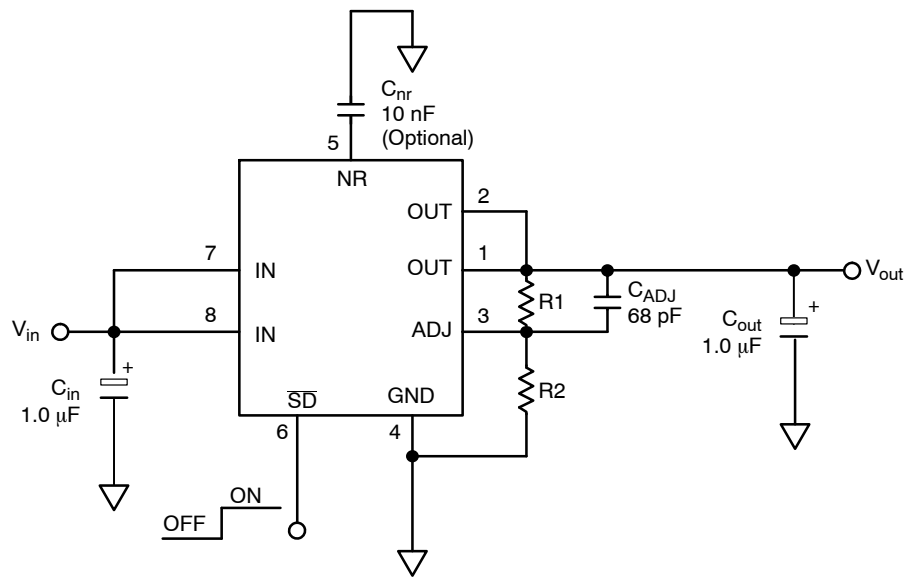 Cnr
10 nF
(Optional)
5
NR
2
OUT
7
1
IN
OUT
Vout
R1
CADJ
68 pF
3
8
Vin
IN
ADJ
Cout
1.0 µF
+
+
Cin
1.0 µF
R2
SD
GND
6
4
ON
OFF